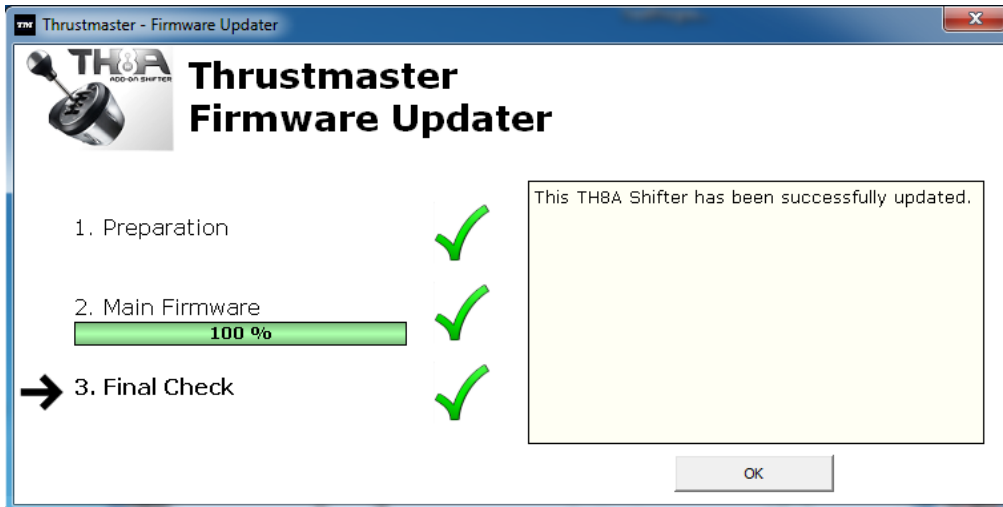 TM Thrustmaster - Firmware Updater
TH8A
ADD-ON SHIFTER
Thrustmaster
Firmware Updater
This TH8A Shifter has been successfully updated.
1. Preparation
2. Main Firmware
100 %
3. Final Check
OK